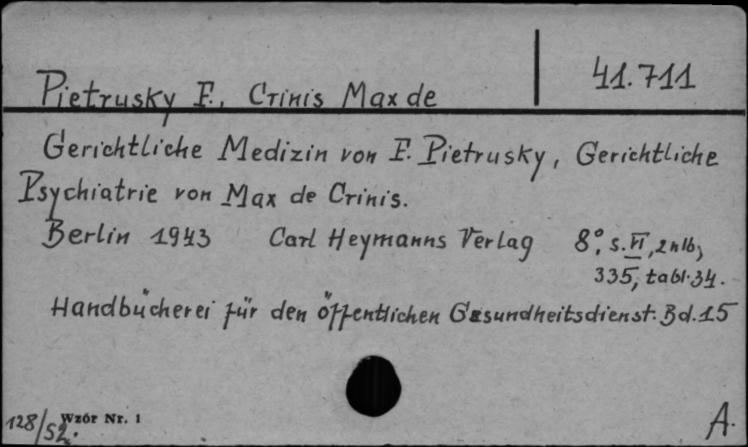 41.711
Pietrusky F., Crinis Max de
Gerichtliche Medizin von F. Pietrusky, Gerichtliche
Psychiatrie von Max de Crinis.
Berlin 1943 Carl Heymanns Verlag 8°, s. VI, 2 nlb,
335, tabl. 34.
Handbücherei für den öffentlichen Gesundheitsdienst. Bd. 15
128/52. Wzór Nr. 1 A.